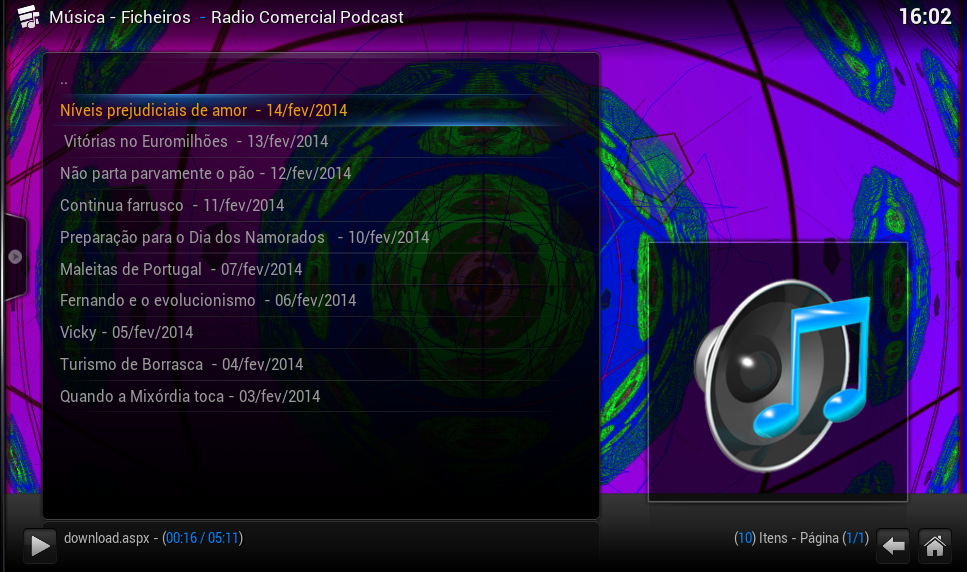 Música - Ficheiros - Radio Comercial Podcast
16:02
..
Níveis prejudiciais de amor - 14/fev/2014
Vitórias no Euromilhões - 13/fev/2014
Não parta parvamente o pão - 12/fev/2014
Continua farrusco - 11/fev/2014
Preparação para o Dia dos Namorados - 10/fev/2014
Maleitas de Portugal - 07/fev/2014
Fernando e o evolucionismo - 06/fev/2014
Vicky - 05/fev/2014
Turismo de Borrasca - 04/fev/2014
Quando a Mixórdia toca - 03/fev/2014
download.aspx - (00:16 / 05:11)
(10) Itens - Página (1/1)